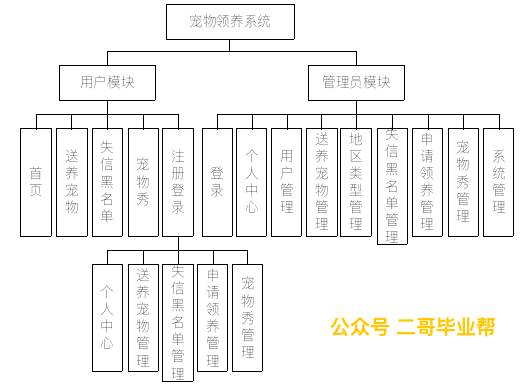 宠物领养系统
用户模块
管理员模块
首页
送养宠物
失信黑名单
宠物秀
注册登录
登录
个人中心
用户管理
送养宠物管理
地区类型管理
失信黑名单管理
申请领养管理
宠物秀管理
系统管理
个人中心
送养宠物管理
失信黑名单管理
申请领养管理
宠物秀管理
公众号 二哥毕业帮